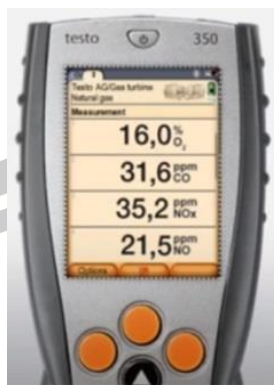 testo 350
Testo AG/Gas turbine
Natural gas
Measurement
16,0 % O₂
31,6 ppm CO
35,2 ppm NOx
21,5 ppm NO
Options